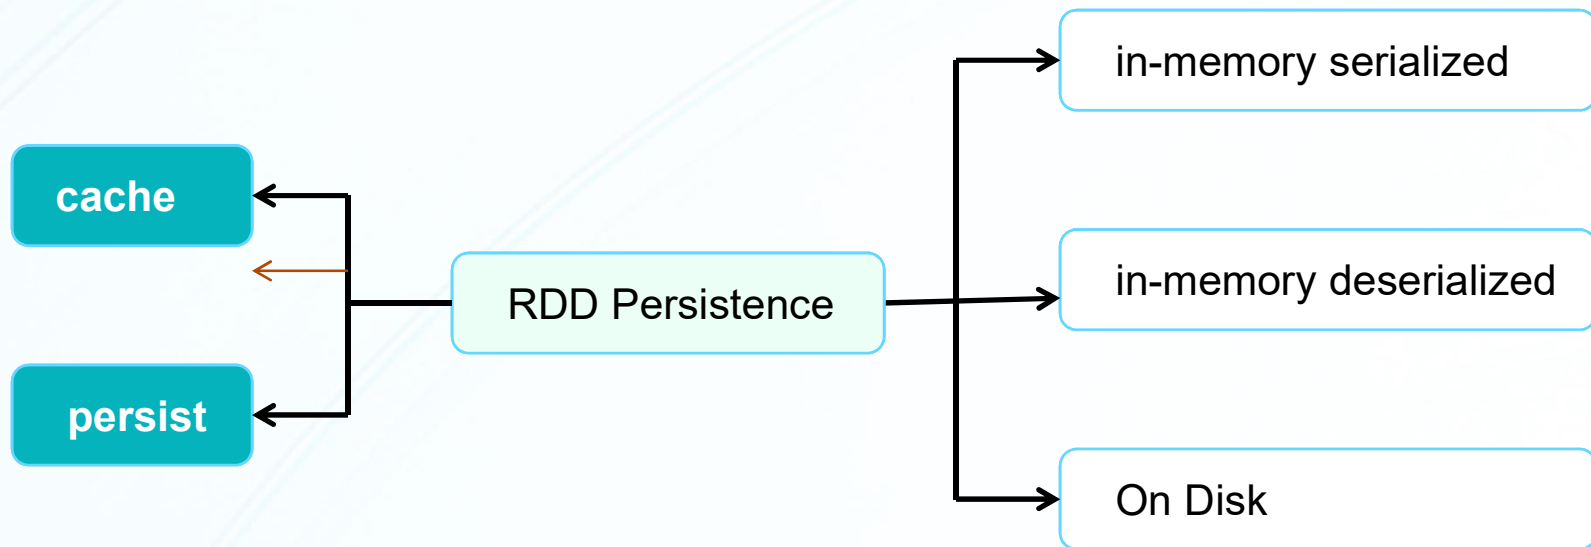 cache
persist
RDD Persistence
in-memory serialized
in-memory deserialized
On Disk